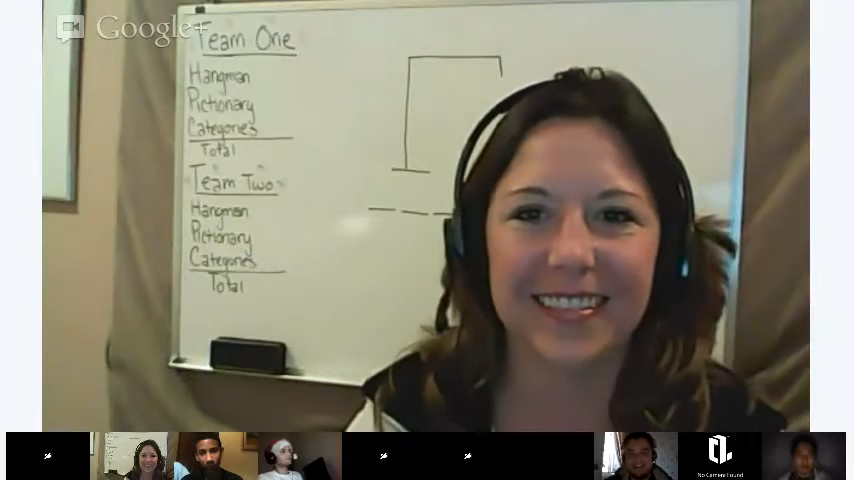 Google+
Team One
Hangman
Pictionary
Categories
Total
Team Two
Hangman
Pictionary
Categories
Total
No Camera Found